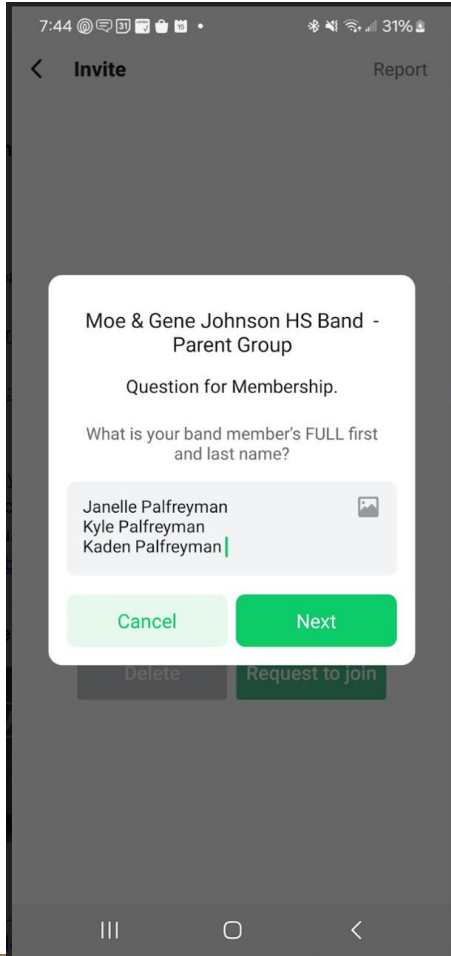 7:44
31%
Invite
Report
Moe & Gene Johnson HS Band -
Parent Group
Question for Membership.
What is your band member's FULL first
and last name?
Janelle Palfreyman
Kyle Palfreyman
Kaden Palfreyman
Cancel
Next
Delete
Request to join